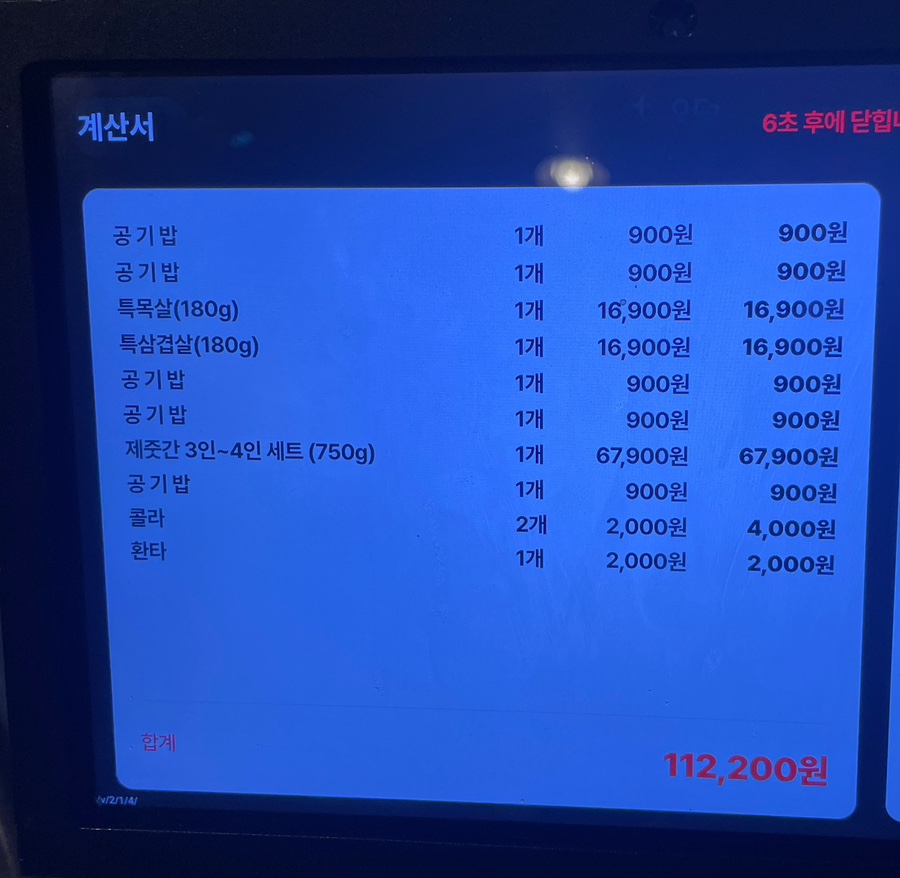 계산서
6초 후에 닫힙니
공기밥 1개 900원 900원
공기밥 1개 900원 900원
특목살(180g) 1개 16,900원 16,900원
특삼겹살(180g) 1개 16,900원 16,900원
공기밥 1개 900원 900원
공기밥 1개 900원 900원
제줏간 3인~4인 세트 (750g) 1개 67,900원 67,900원
공기밥 1개 900원 900원
콜라 2개 2,000원 4,000원
환타 1개 2,000원 2,000원
합계
112,200원
/v/2/1/4/